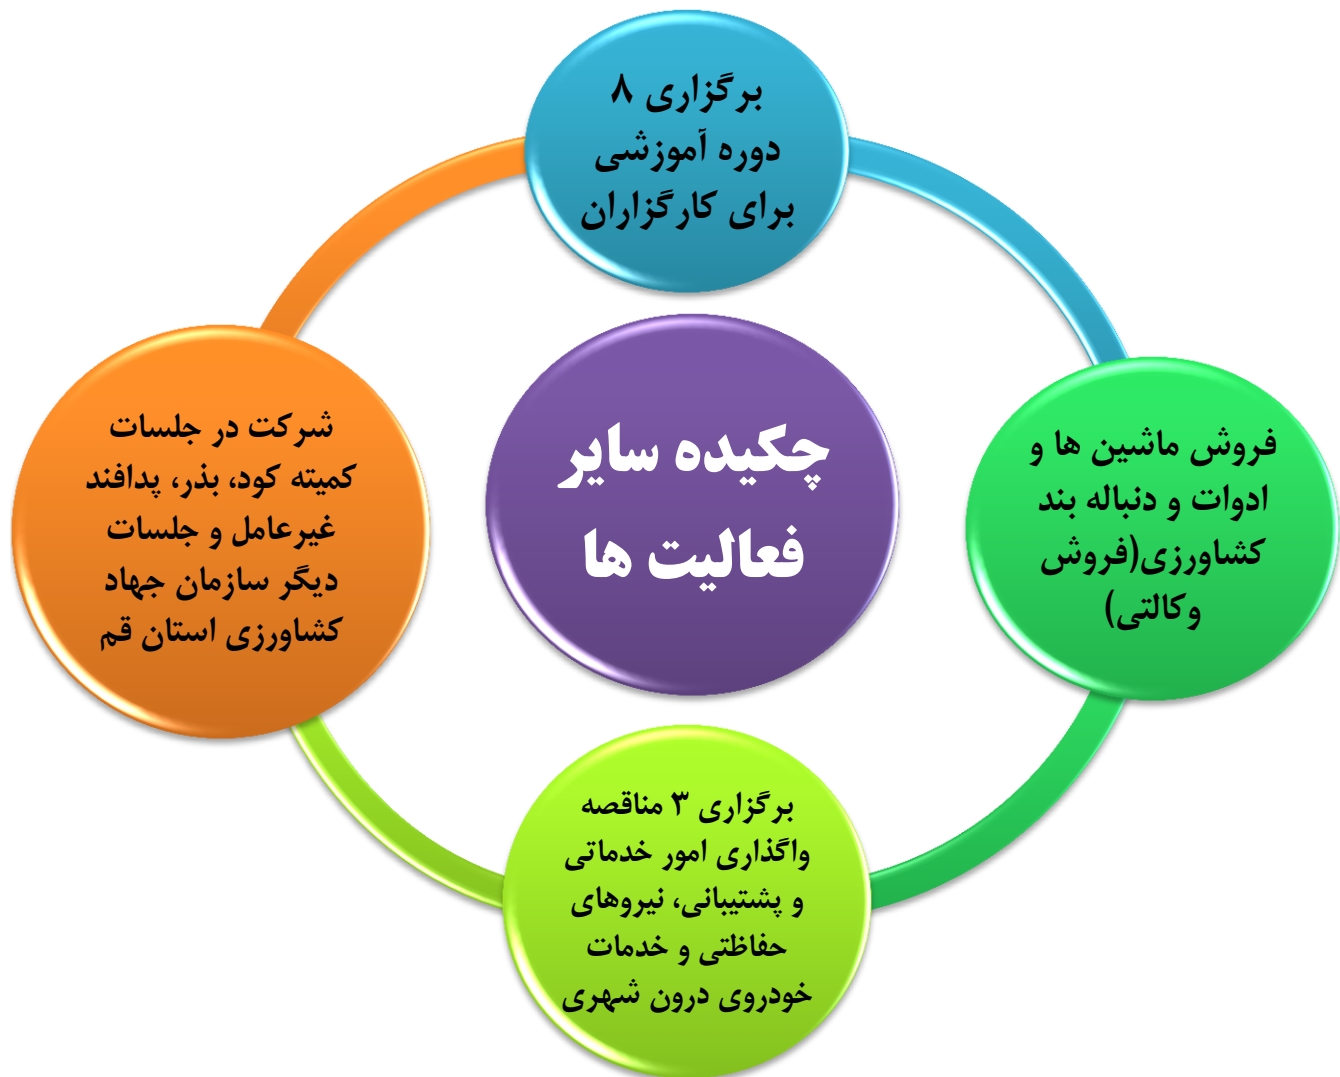 برگزاری ۸
دوره آموزشی
برای کارگزاران
چکیده سایر
فعالیت ها
فروش ماشین ها و
ادوات و دنباله بند
کشاورزی(فروش
وکالتی)
برگزاری ۳ مناقصه
واگذاری امور خدماتی
و پشتیبانی، نیروهای
حفاظتی و خدمات
خودروی درون شهری
شرکت در جلسات
کمیته کود، بذر، پدافند
غیرعامل و جلسات
دیگر سازمان جهاد
کشاورزی استان قم